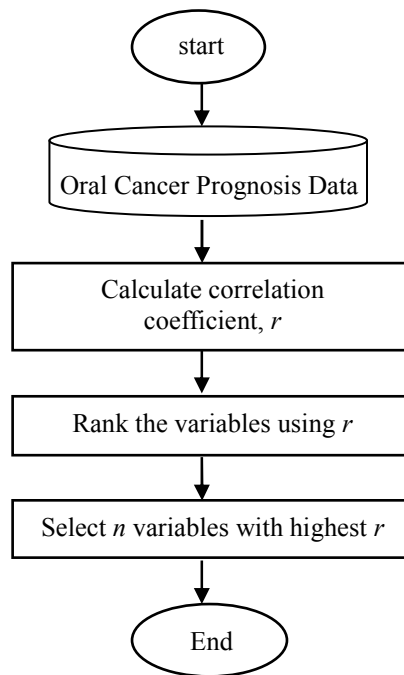 start
Oral Cancer Prognosis Data
Calculate correlation
coefficient, r
Rank the variables using r
Select n variables with highest r
End